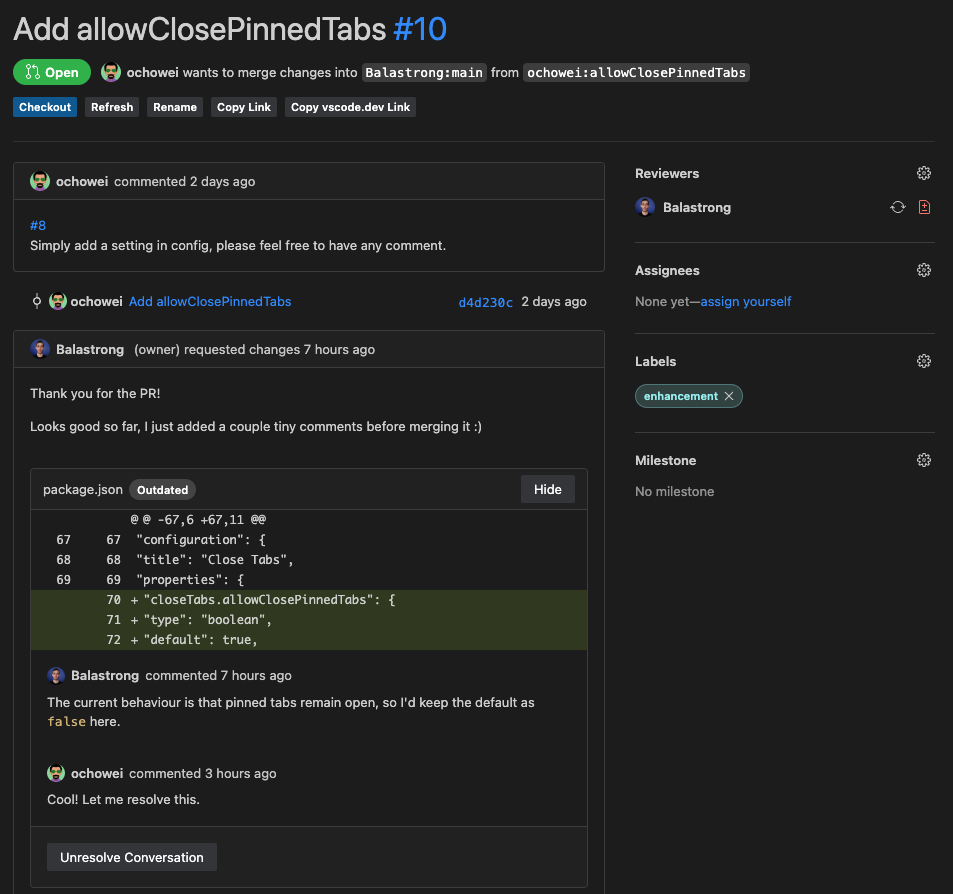 Add allowClosePinnedTabs #10
Open ochowei wants to merge changes into Balastrong:main from ochowei:allowClosePinnedTabs
Checkout Refresh Rename Copy Link Copy vscode.dev Link
ochowei commented 2 days ago
#8
Simply add a setting in config, please feel free to have any comment.
ochowei Add allowClosePinnedTabs d4d230c 2 days ago
Balastrong (owner) requested changes 7 hours ago
Thank you for the PR!
Looks good so far, I just added a couple tiny comments before merging it :)
package.json Outdated Hide
@@ -67,6 +67,11 @@
67 67 "configuration": {
68 68 "title": "Close Tabs",
69 69 "properties": {
70 + "closeTabs.allowClosePinnedTabs": {
71 + "type": "boolean",
72 + "default": true,
Balastrong commented 7 hours ago
The current behaviour is that pinned tabs remain open, so I'd keep the default as
false here.
ochowei commented 3 hours ago
Cool! Let me resolve this.
Unresolve Conversation
Reviewers
Balastrong
Assignees
None yet—assign yourself
Labels
enhancement
Milestone
No milestone